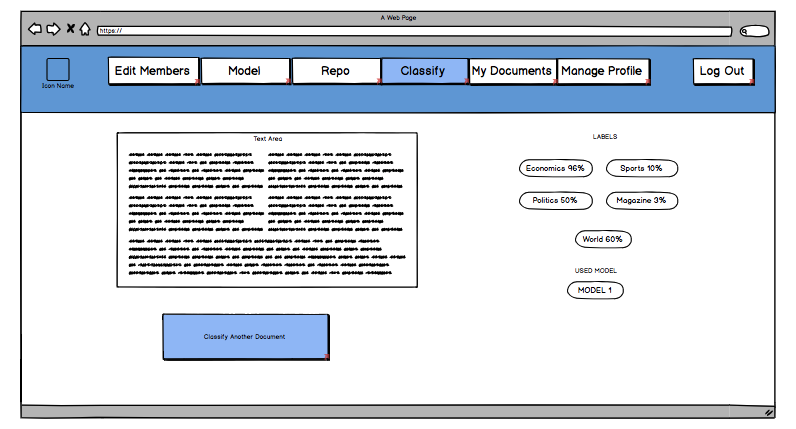 A Web Page
https://
Icon Name
Edit Members
Model
Repo
Classify
My Documents
Manage Profile
Log Out
Text Area
LABELS
Economics 96%
Sports 10%
Politics 50%
Magazine 3%
World 60%
USED MODEL
MODEL 1
Classify Another Document